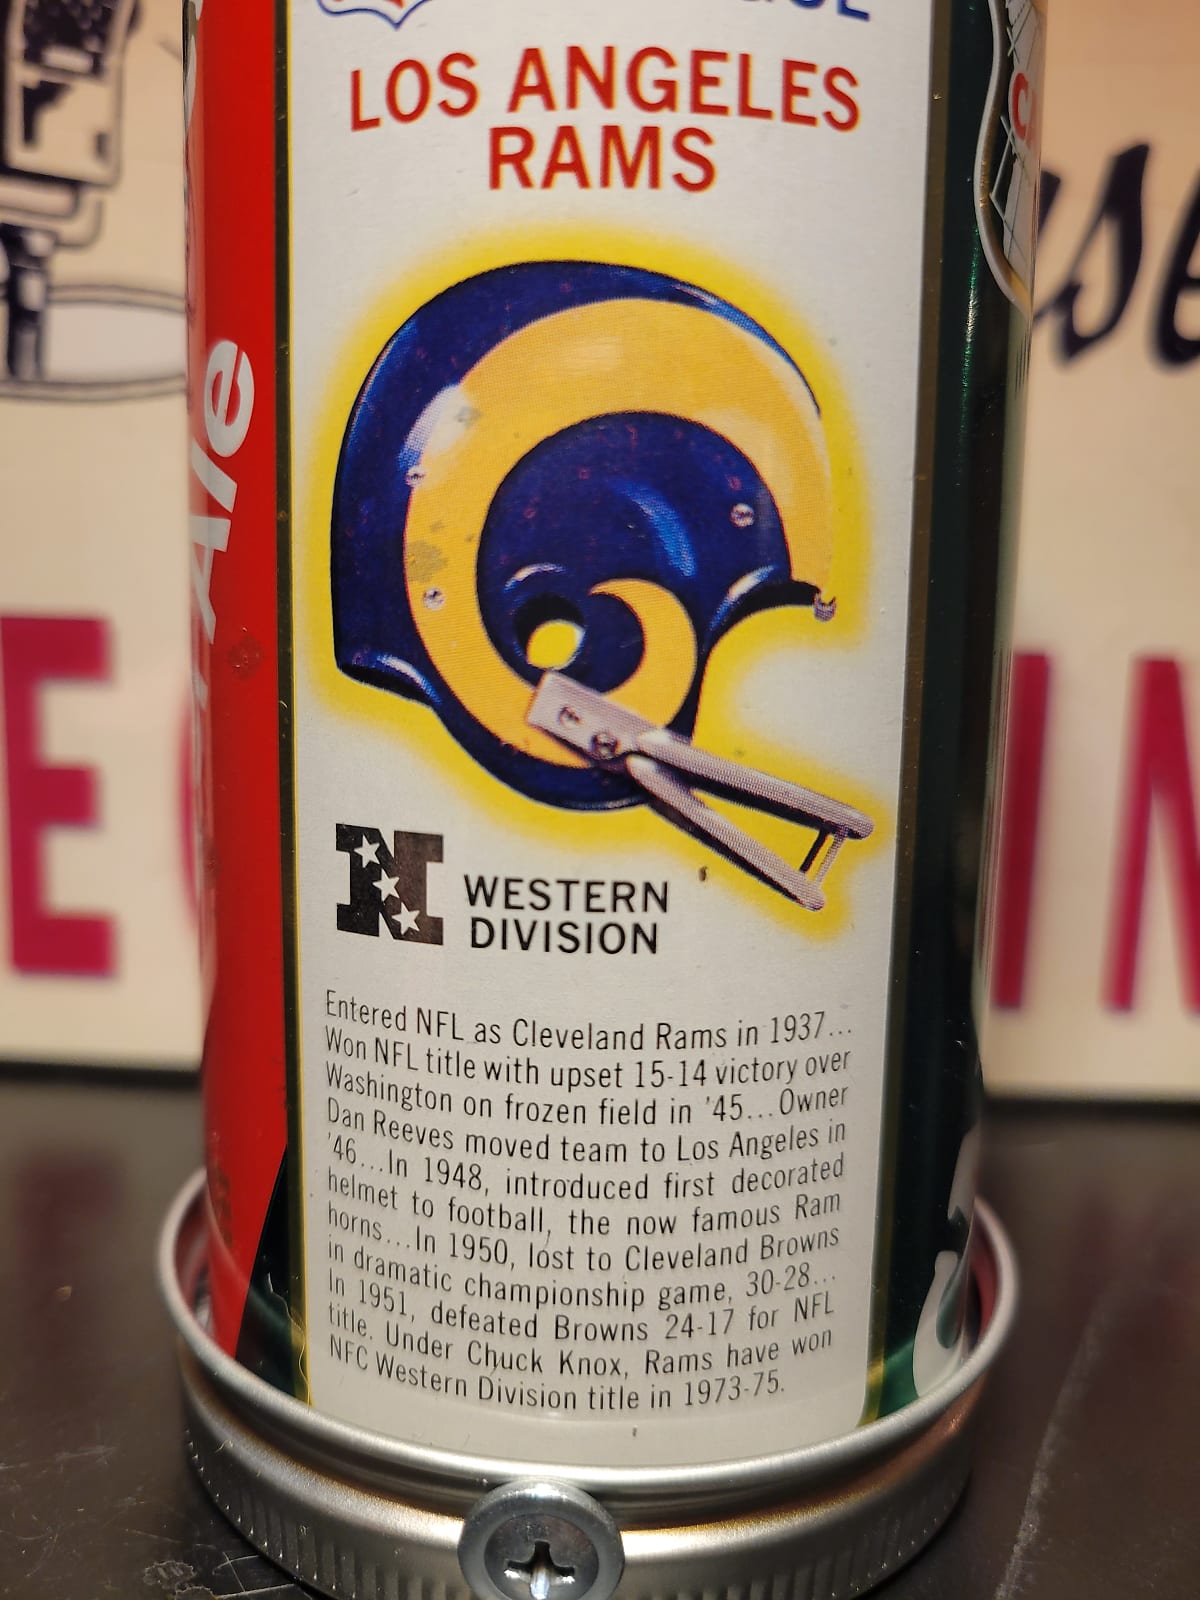 LOS ANGELES
RAMS
WESTERN
DIVISION
Entered NFL as Cleveland Rams in 1937...
Won NFL title with upset 15-14 victory over
Washington on frozen field in '45...Owner
Dan Reeves moved team to Los Angeles in
'46...In 1948, introduced first decorated
helmet to football, the now famous Ram
horns...In 1950, lost to Cleveland Browns
in dramatic championship game, 30-28...
In 1951, defeated Browns 24-17 for NFL
title. Under Chuck Knox, Rams have won
NFC Western Division title in 1973-75.
Ale
N